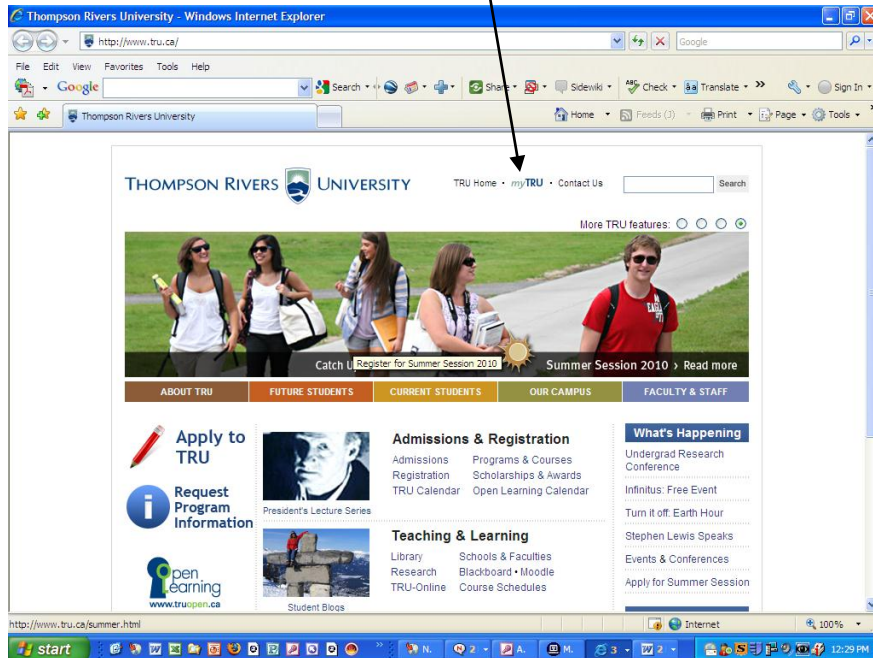 Thompson Rivers University - Windows Internet Explorer
http://www.tru.ca/
Google
File Edit View Favorites Tools Help
Google Search Share Sidewiki Check Translate Sign In
Thompson Rivers University Home Feeds (J) Print Page Tools
THOMPSON RIVERS UNIVERSITY
TRU Home • myTRU • Contact Us Search
More TRU features:
EAGLE
Catch U
Register for Summer Session 2010
Summer Session 2010 › Read more
ABOUT TRU FUTURE STUDENTS CURRENT STUDENTS OUR CAMPUS FACULTY & STAFF
Apply to
TRU
Request
Program
Information
Open
Learning
www.truopen.ca
President's Lecture Series
Student Blogs
Admissions & Registration
Admissions Programs & Courses
Registration Scholarships & Awards
TRU Calendar Open Learning Calendar
Teaching & Learning
Library Schools & Faculties
Research Blackboard • Moodle
TRU-Online Course Schedules
What's Happening
Undergrad Research
Conference
Infinitus: Free Event
Turn it off: Earth Hour
Stephen Lewis Speaks
Events & Conferences
Apply for Summer Session
http://www.tru.ca/summer.html Internet 100%
start N. 2 A. M. 3 2 12:29 PM